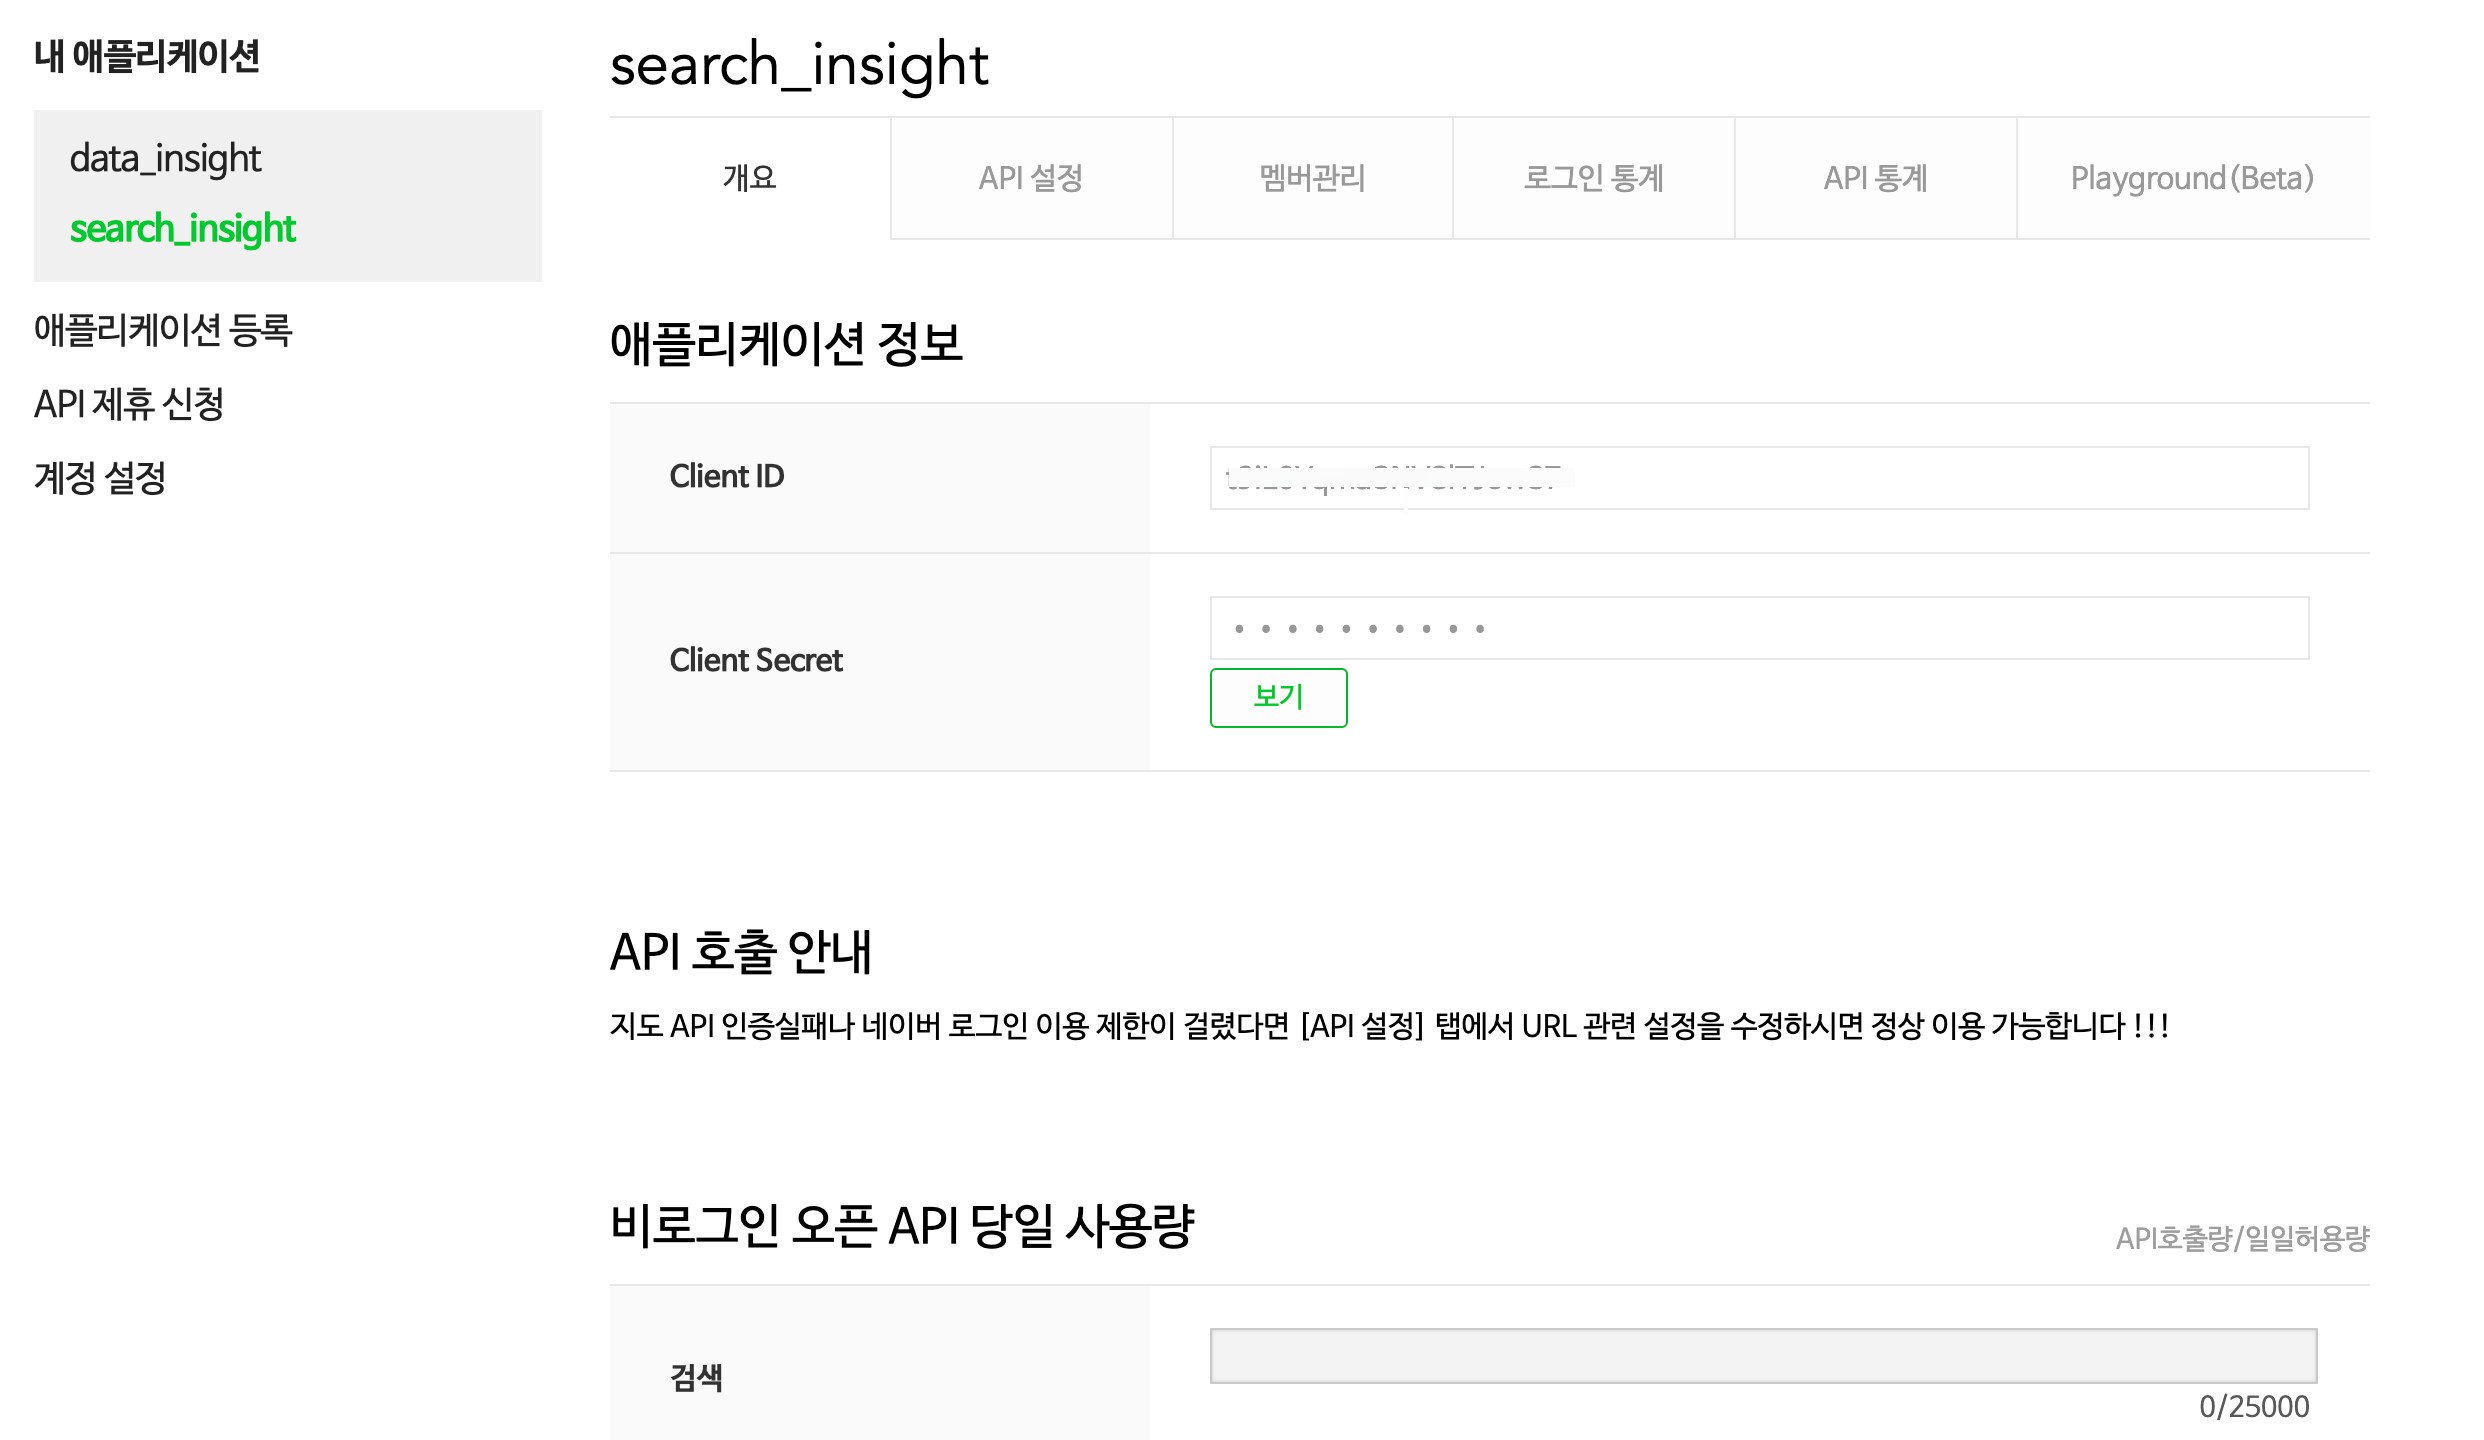 내 애플리케이션
data_insight
search_insight
애플리케이션 등록
API 제휴 신청
계정 설정
search_insight
개요
API 설정
멤버관리
로그인 통계
API 통계
Playground(Beta)
애플리케이션 정보
Client ID
Client Secret
보기
API 호출 안내
지도 API 인증실패나 네이버 로그인 이용 제한이 걸렸다면 [API 설정] 탭에서 URL 관련 설정을 수정하시면 정상 이용 가능합니다 !!!
비로그인 오픈 API 당일 사용량
API호출량/일일허용량
검색
0/25000